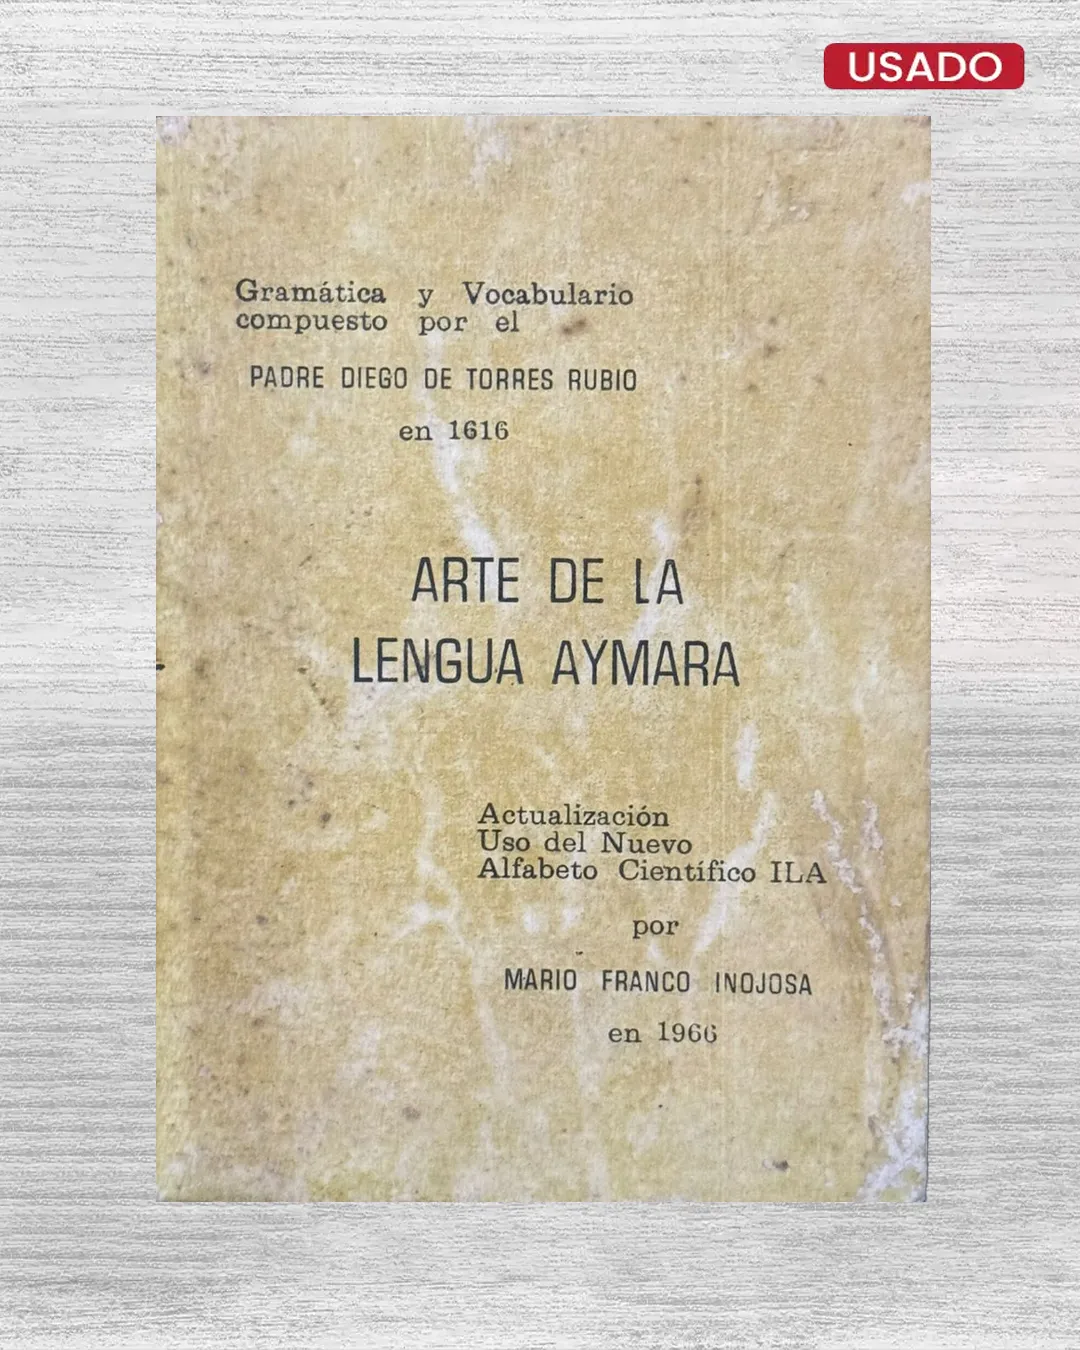 USADO
Gramática y Vocabulario
compuesto por el
PADRE DIEGO DE TORRES RUBIO
en 1616
ARTE DE LA
LENGUA AYMARA
Actualización
Uso del Nuevo
Alfabeto Científico ILA
por
MARIO FRANCO INOJOSA
en 1966